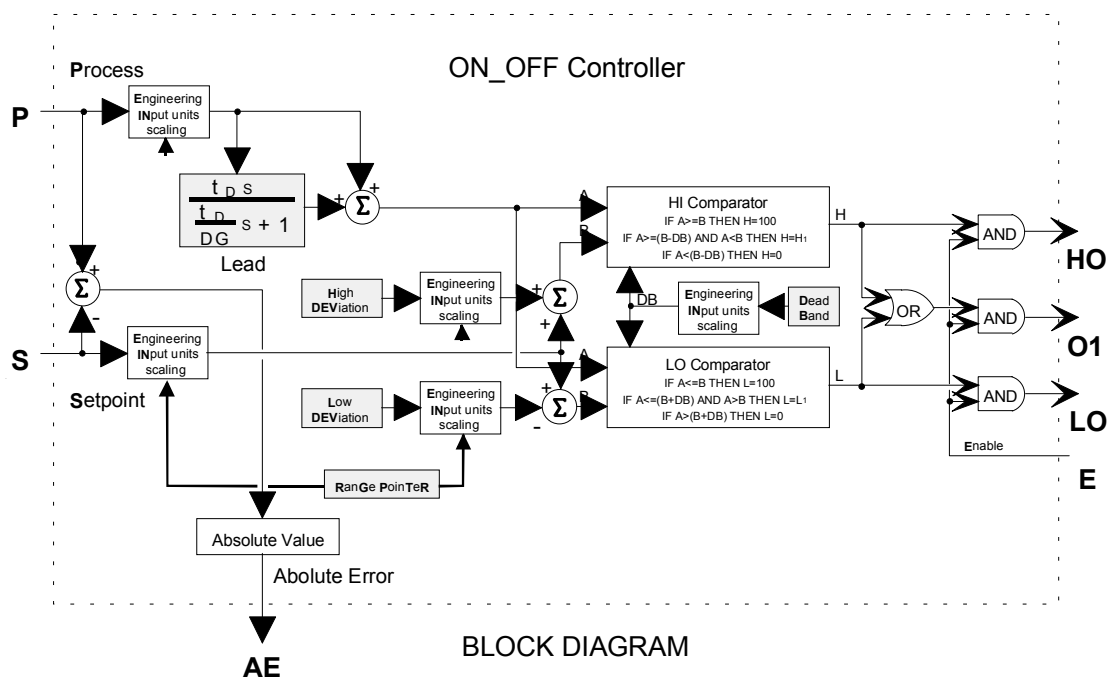 ON_OFF Controller
Process
P
Engineering
INput units
scaling
t D S
t D
DG
S + 1
Lead
+
+
Σ
A
B
HI Comparator
IF A>=B THEN H=100
IF A>=(B-DB) AND A<B THEN H=H1
IF A<(B-DB) THEN H=0
H
AND
HO
+
Σ
-
High
DEViation
Engineering
INput units
scaling
+
Σ
+
DB
Engineering
INput units
scaling
Dead
Band
OR
AND
O1
S
Engineering
INput units
scaling
Setpoint
Low
DEViation
Engineering
INput units
scaling
+
Σ
-
A
B
LO Comparator
IF A<=B THEN L=100
IF A<=(B+DB) AND A>B THEN L=L1
IF A>(B+DB) THEN L=0
L
AND
LO
Enable
E
RanGe PoinTeR
Absolute Value
Abolute Error
AE
BLOCK DIAGRAM